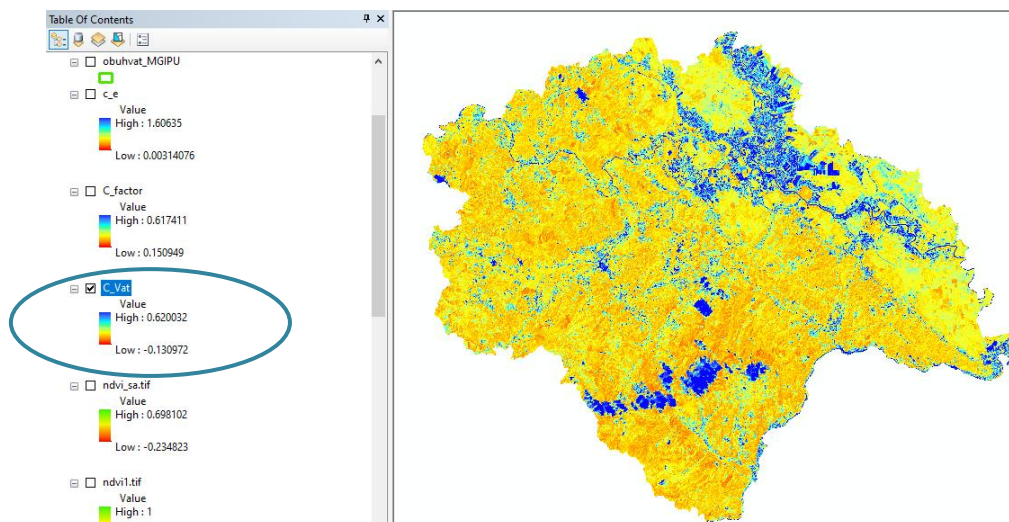 Table Of Contents
obuhvat_MGIPU
c_e
Value
High : 1.60635
Low : 0.00314076
C_factor
Value
High : 0.617411
Low : 0.150949
C_Vat
Value
High : 0.620032
Low : -0.130972
ndvi_sa.tif
Value
High : 0.698102
Low : -0.234823
ndvi1.tif
Value
High : 1